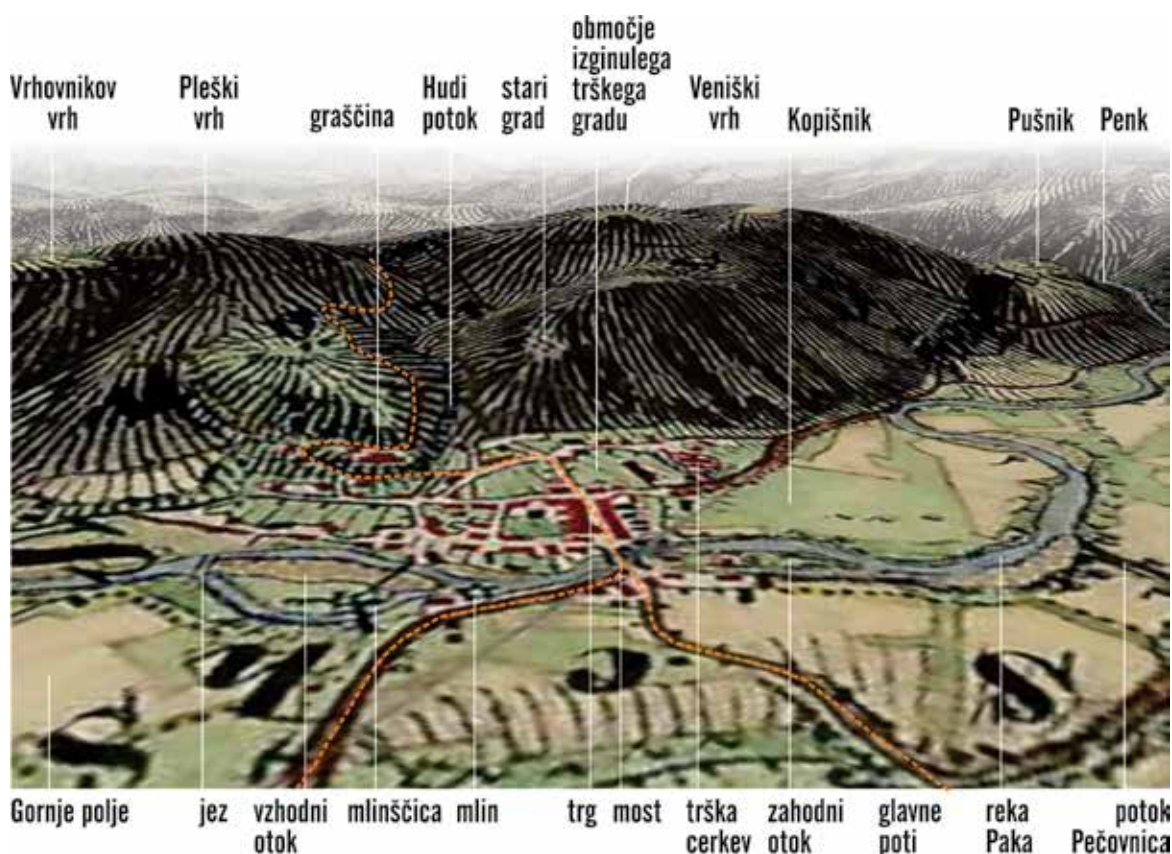 Vrhovnikov
vrh
Pleški
vrh
graščina
Hudi
potok
stari
grad
območje
izginulega
trškega
gradu
Veniški
vrh
Kopišnik
Pušnik
Penk
Gornje polje
jez
vzhodni
otok
mlinščica
mlin
trg
most
trška
cerkev
zahodni
otok
glavne
poti
reka
Paka
potok
Pečovnica